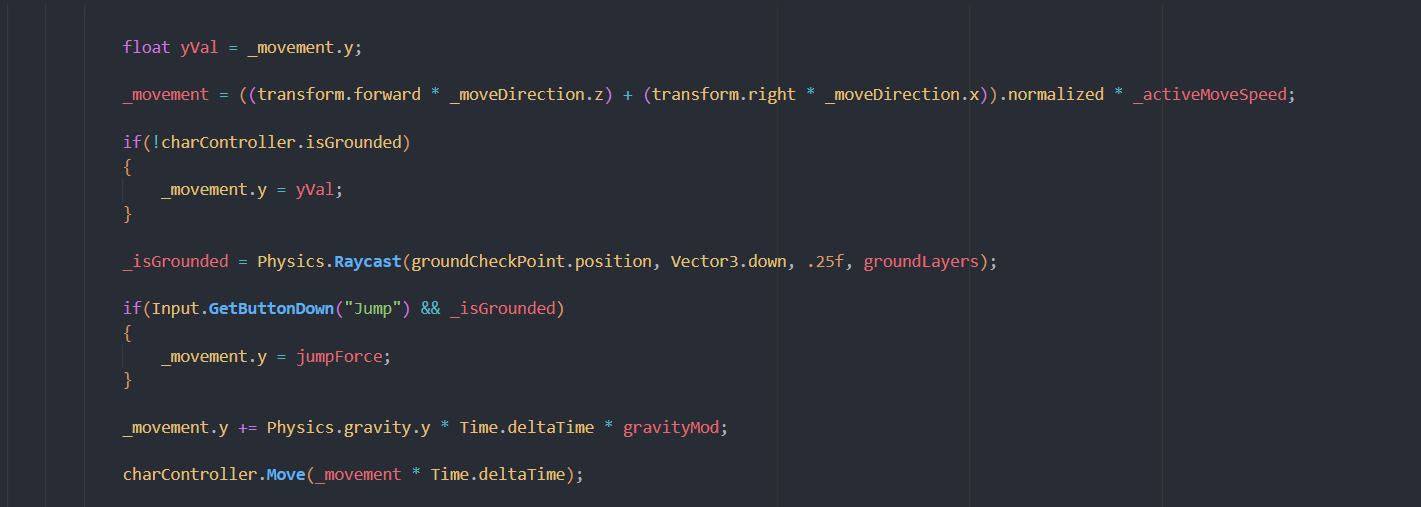 float yVal = _movement.y;
_movement = ((transform.forward * _moveDirection.z) + (transform.right * _moveDirection.x)).normalized * _activeMoveSpeed;
if(!charController.isGrounded)
{
_movement.y = yVal;
}
_isGrounded = Physics.Raycast(groundCheckPoint.position, Vector3.down, .25f, groundLayers);
if(Input.GetButtonDown("Jump") && _isGrounded)
{
_movement.y = jumpForce;
}
_movement.y += Physics.gravity.y * Time.deltaTime * gravityMod;
charController.Move(_movement * Time.deltaTime);